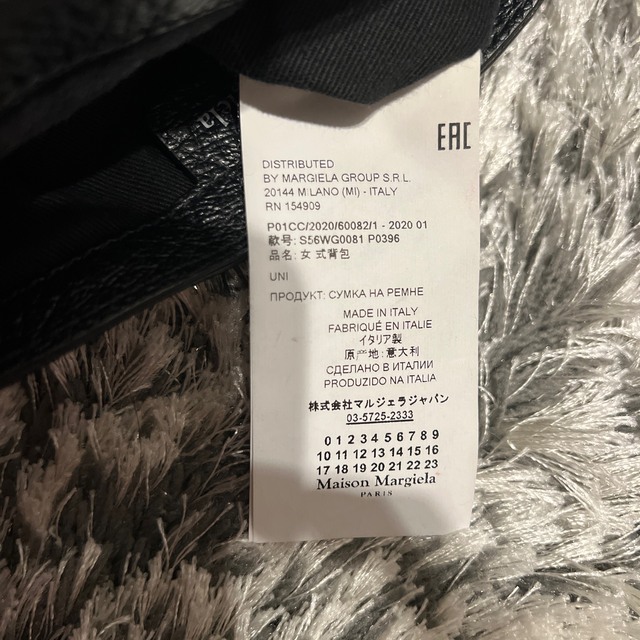 EAC
DISTRIBUTED
BY MARGIELA GROUP S.R.L.
20144 MILANO (MI) - ITALY
RN 154909
P01CC/2020/60082/1 - 2020 01
款号: S56WG0081 P0396
品名: 女式背包
UNI
ПРОДУКТ: СУМКА НА РЕМНЕ
MADE IN ITALY
FABRIQUÉ EN ITALIE
イタリア製
原产地: 意大利
СДЕЛАНО В ИТАЛИИ
PRODUZIDO NA ITALIA
株式会社マルジェラジャパン
03-5725-2333
0 1 2 3 4 5 6 7 8 9
10 11 12 13 14 15 16
17 18 19 20 21 22 23
Maison Margiela
PARIS